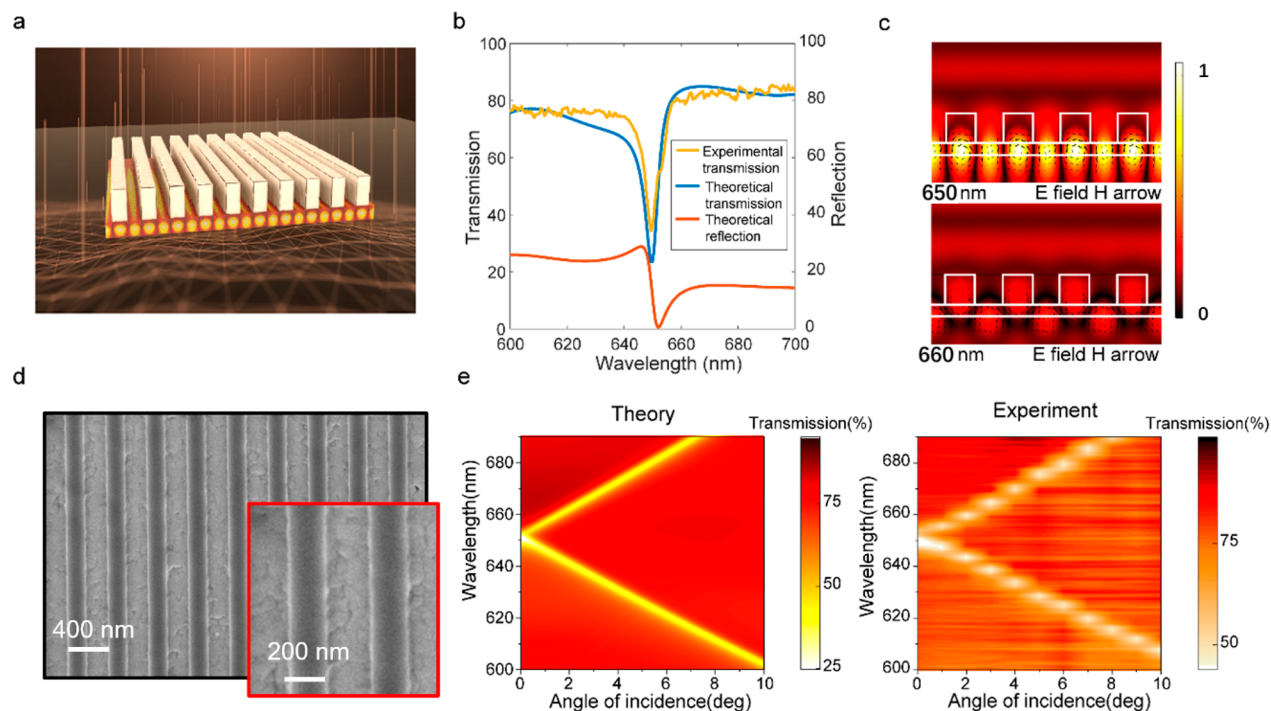 a
b
100
80
60
40
20
0
Transmission
600
620
640
660
680
700
Wavelength (nm)
100
80
60
40
20
0
Reflection
Experimental
transmission
Theoretical
transmission
Theoretical
reflection
c
650 nm
E field H arrow
660 nm
E field H arrow
1
0
d
400 nm
200 nm
e
Theory
Transmission(%)
Wavelength(nm)
680
660
640
620
600
0
2
4
6
8
10
Angle of incidence(deg)
75
50
25
Experiment
Transmission(%)
Wavelength(nm)
680
660
640
620
600
0
2
4
6
8
10
Angle of incidence(deg)
75
50